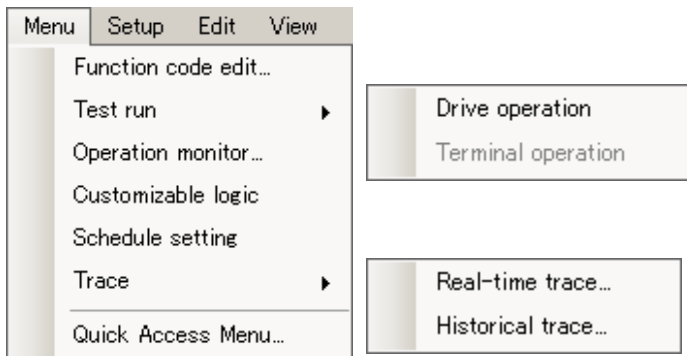 Menu Setup Edit View
Function code edit...
Test run
Operation monitor...
Customizable logic
Schedule setting
Trace
Quick Access Menu...
Drive operation
Terminal operation
Real-time trace...
Historical trace...